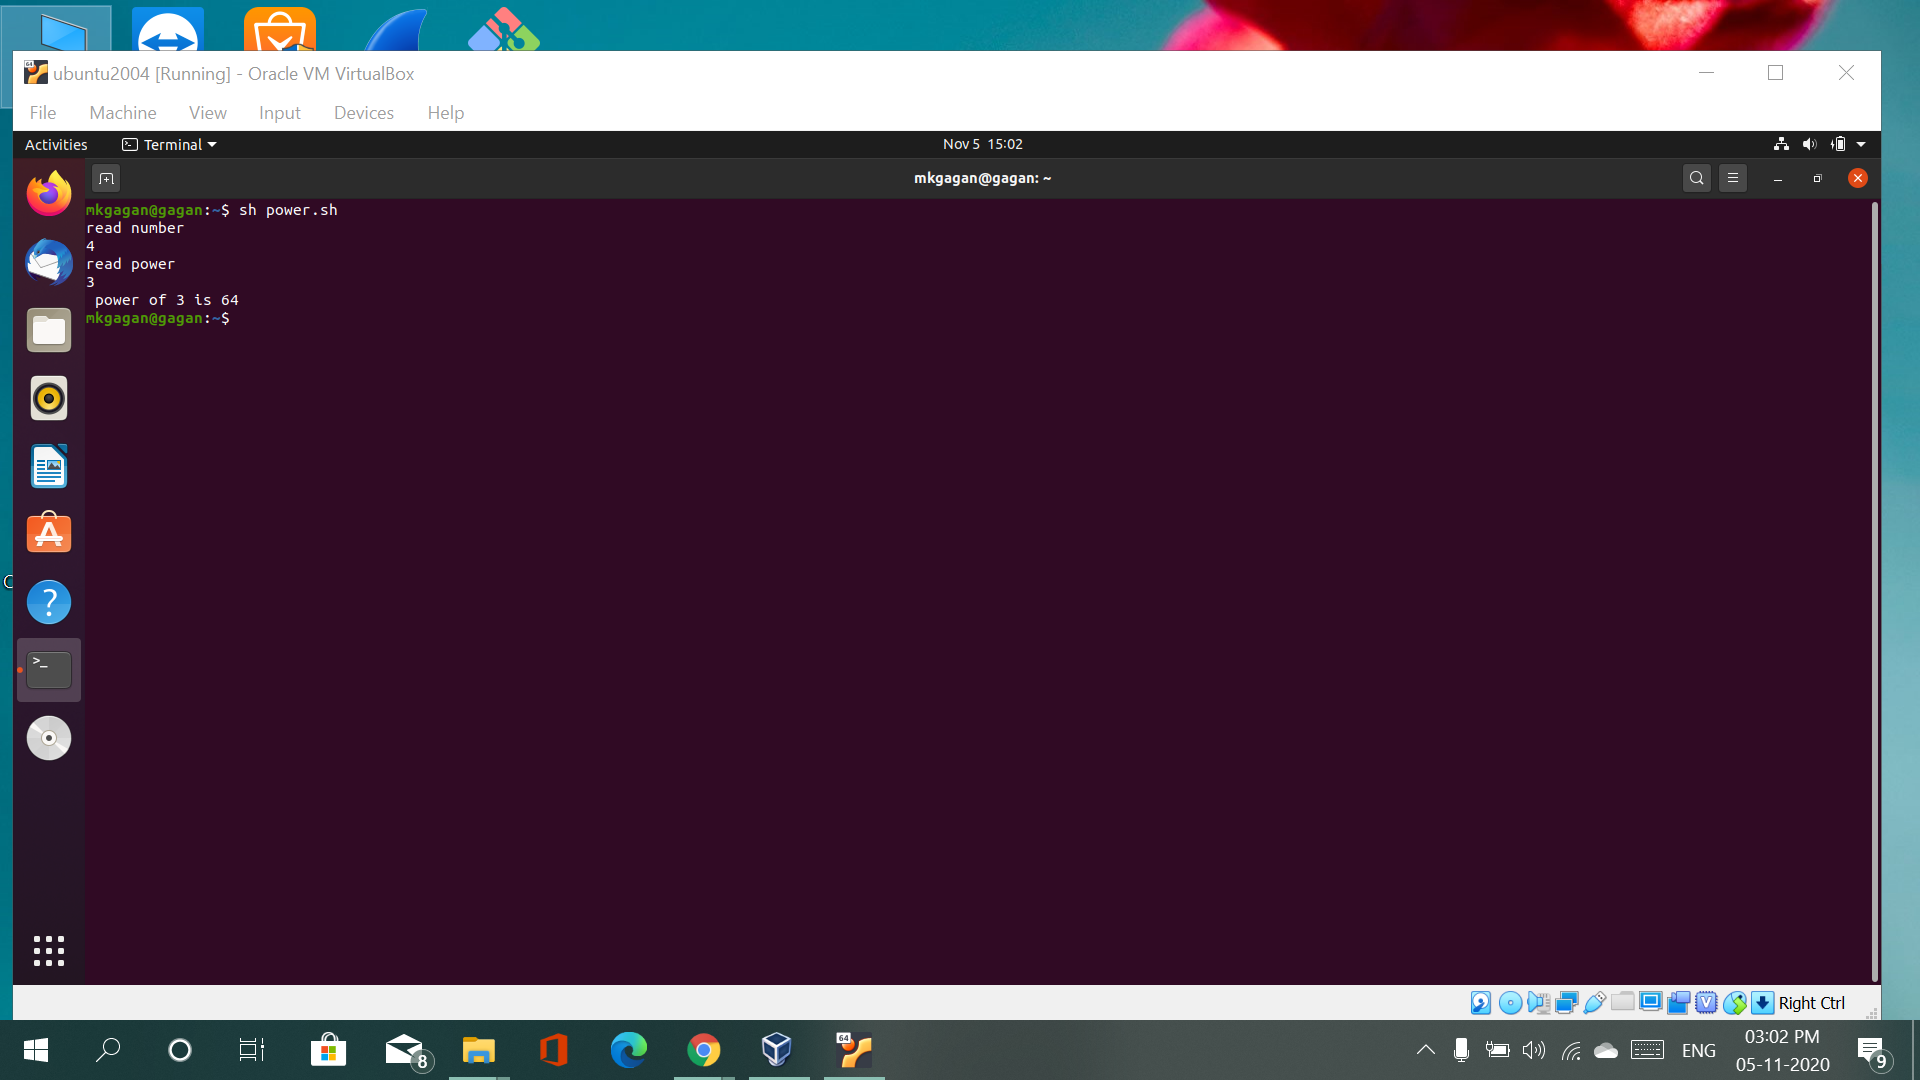 ubuntu2004 [Running] - Oracle VM VirtualBox
File Machine View Input Devices Help
Activities Terminal Nov 5 15:02
mkgagan@gagan: ~
mkgagan@gagan:~$ sh power.sh
read number
4
read power
3
power of 3 is 64
mkgagan@gagan:~$
Right Ctrl
8
64
ENG
03:02 PM
05-11-2020
9